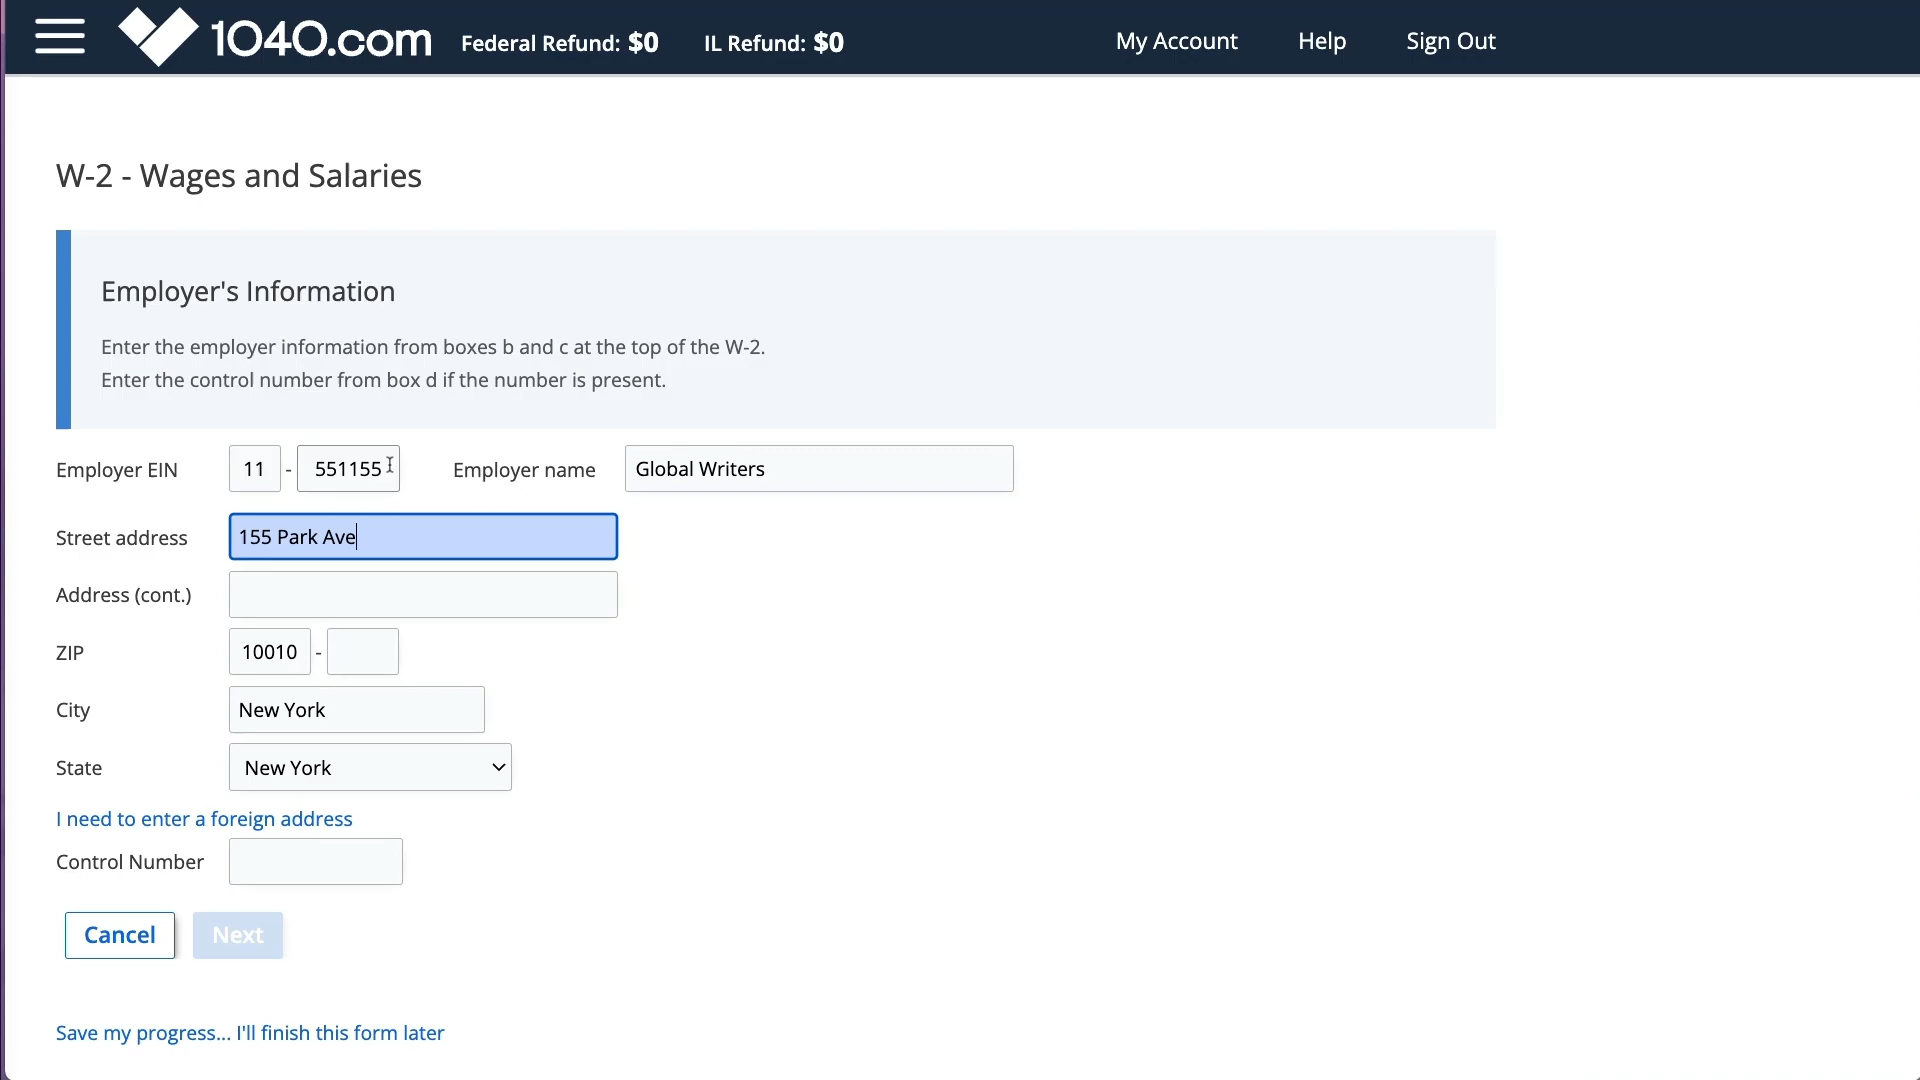 1040.com Federal Refund: $0 IL Refund: $0 My Account Help Sign Out
W-2 - Wages and Salaries
Employer's Information
Enter the employer information from boxes b and c at the top of the W-2.
Enter the control number from box d if the number is present.
Employer EIN 11 - 551155 Employer name Global Writers
Street address 155 Park Ave
Address (cont.)
ZIP 10010 -
City New York
State New York
I need to enter a foreign address
Control Number
Cancel Next
Save my progress... I'll finish this form later